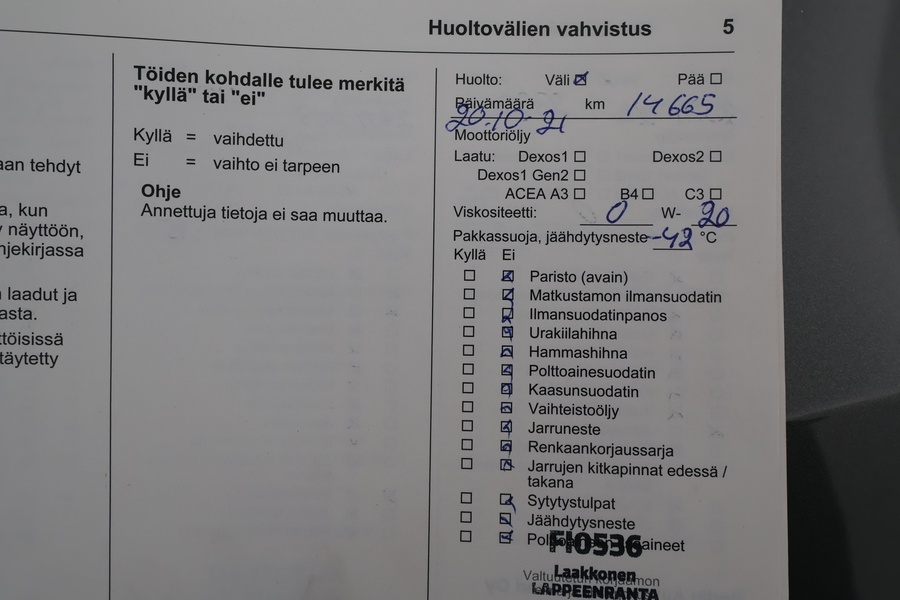 Huoltovälien vahvistus 5
aan tehdyt
a, kun
näyttöön,
hjekirjassa
laadut ja
asta.
ttöisissä
täytetty
Töiden kohdalle tulee merkitä
"kyllä" tai "ei"
Kyllä = vaihdettu
Ei = vaihto ei tarpeen
Ohje
Annettuja tietoja ei saa muuttaa.
Huolto: Väli ☒ Pää ☐
Päivämäärä km 14665
20.10.21
Moottoriöljy
Laatu: Dexos1 ☐ Dexos2 ☐
Dexos1 Gen2 ☐
ACEA A3 ☐ B4 ☐ C3 ☐
Viskositeetti: 0 W- 20
Pakkassuoja, jäähdytysneste -42 °C
Kyllä Ei
☐ ☒ Paristo (avain)
☐ ☒ Matkustamon ilmansuodatin
☐ ☒ Ilmansuodatinpanos
☐ ☒ Urakiilahihna
☐ ☒ Hammashihna
☐ ☒ Polttoainesuodatin
☐ ☒ Kaasunsuodatin
☐ ☒ Vaihteistoöljy
☐ ☒ Jarruneste
☐ ☒ Renkaankorjaussarja
☐ ☒ Jarrujen kitkapinnat edessä /
takana
☐ ☒ Sytytystulpat
☐ ☒ Jäähdytysneste
☐ ☒
FI0536
Laakkonen
LAPPEENRANTA